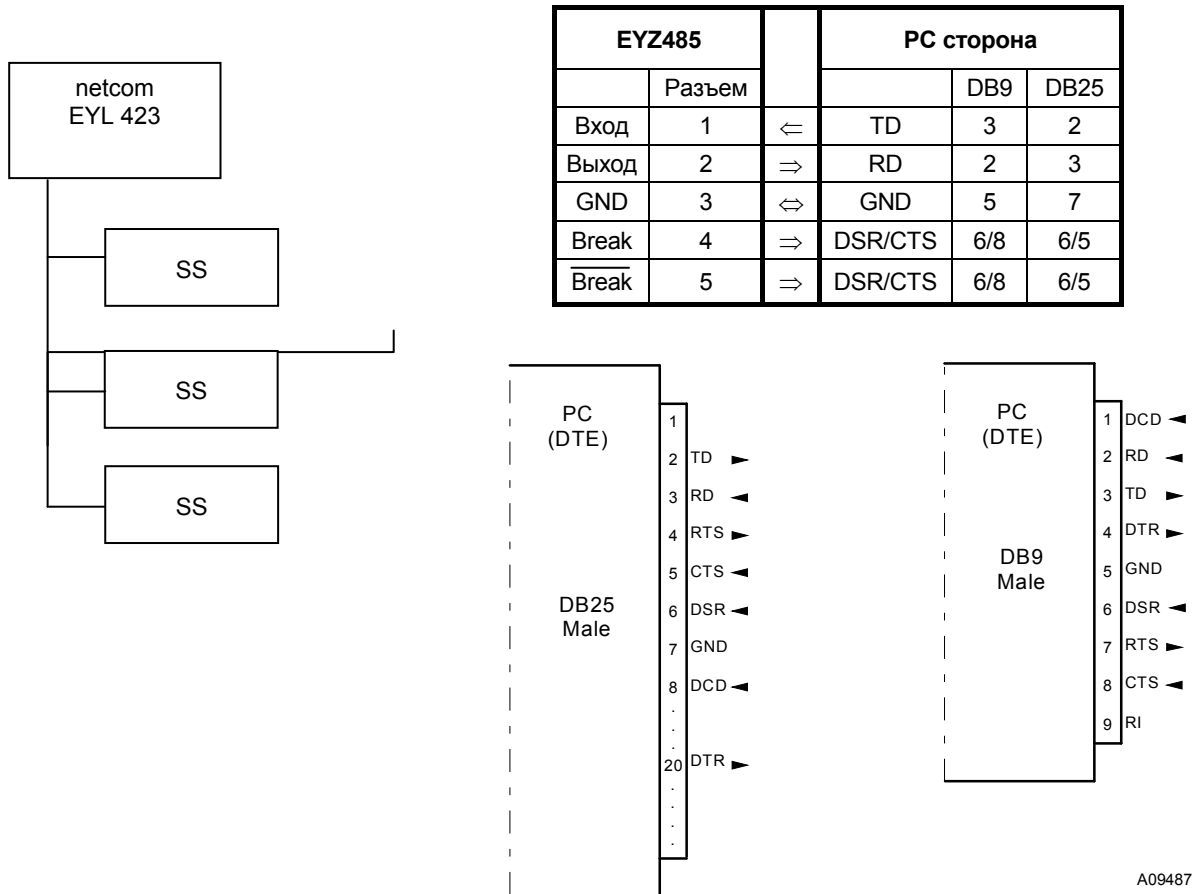 netcom
EYL 423
SS
SS
SS
EYZ485 PC сторона
Разъем DB9 DB25
Вход 1 ⇐ TD 3 2
Выход 2 ⇒ RD 2 3
GND 3 ⇔ GND 5 7
Break 4 ⇒ DSR/CTS 6/8 6/5
Break 5 ⇒ DSR/CTS 6/8 6/5
PC
(DTE)
DB25
Male
1
2 TD
3 RD
4 RTS
5 CTS
6 DSR
7 GND
8 DCD
.
.
.
20 DTR
.
.
.
.
PC
(DTE)
DB9
Male
1 DCD
2 RD
3 TD
4 DTR
5 GND
6 DSR
7 RTS
8 CTS
9 RI
A09487